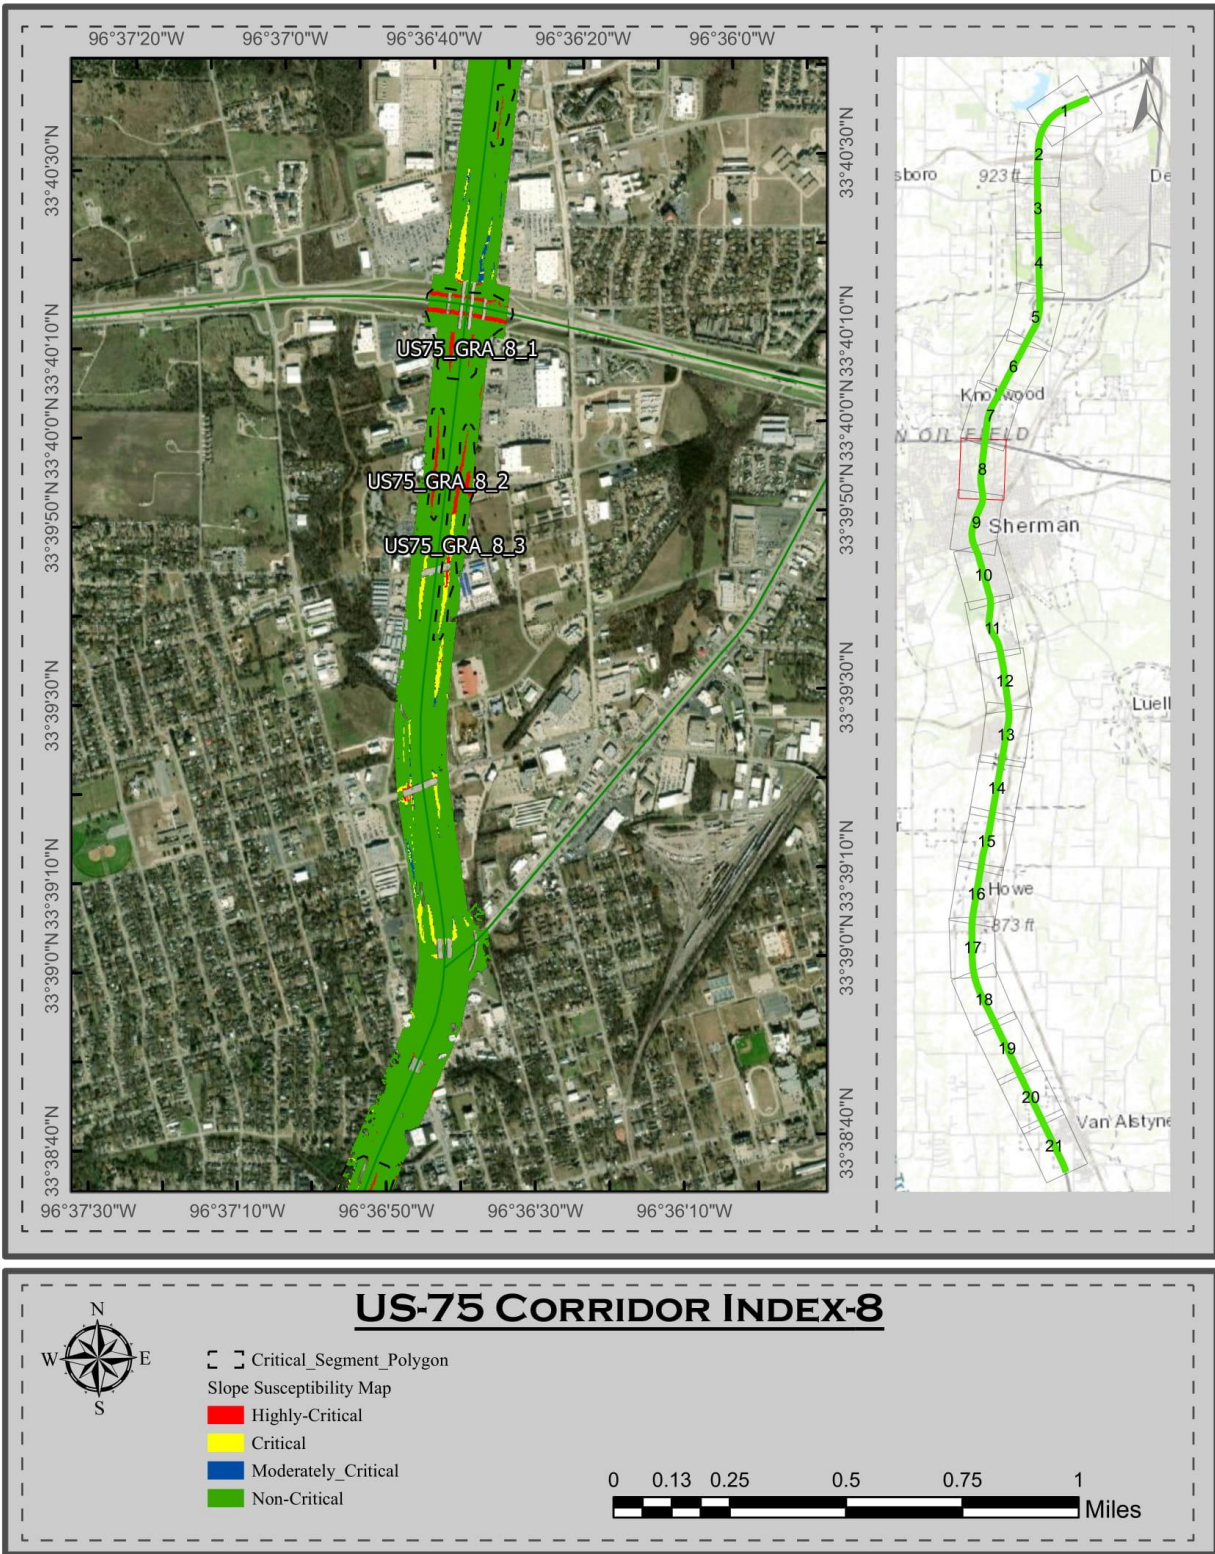 96°37'20"W 96°37'0"W 96°36'40"W 96°36'20"W 96°36'0"W
33°40'30"N
33°40'10"N
33°40'0"N
33°39'50"N
33°39'30"N
33°39'10"N
33°39'0"N
33°38'40"N
US75_GRA_8_1
US75_GRA_8_2
US75_GRA_8_3
33°40'30"N
33°40'10"N
33°40'0"N
33°39'50"N
33°39'30"N
33°39'10"N
33°39'0"N
33°38'40"N
96°37'30"W 96°37'10"W 96°36'50"W 96°36'30"W 96°36'10"W
N
1
2
sboro 923 ft De
3
4
5
6
Knollwood
7
N OIL FIELD
8
9 Sherman
10
11
12
Luell
13
14
r
15
16 Howe
873 ft
17
18
19
20
Van Alstyne
21
US-75 CORRIDOR INDEX-8
N
W E
S
Critical_Segment_Polygon
Slope Susceptibility Map
Highly-Critical
Critical
Moderately_Critical
Non-Critical
0 0.13 0.25 0.5 0.75 1
Miles